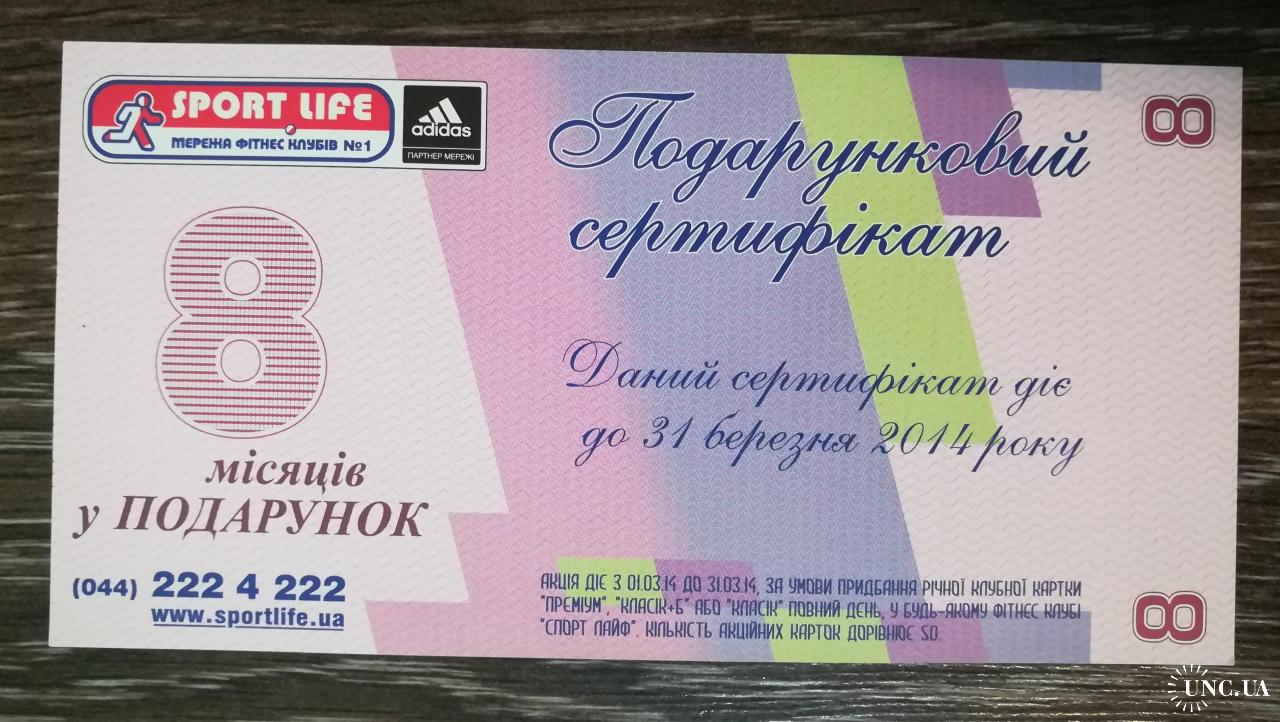 SPORT LIFE
МЕРЕЖА ФІТНЕС КЛУБІВ №1
adidas
ПАРТНЕР МЕРЕЖІ
Подарунковий
сертифікат
8
8
місяців
у ПОДАРУНОК
Даний сертифікат діє
до 31 березня 2014 року
(044) 222 4 222
www.sportlife.ua
АКЦІЯ ДІЄ З 01.03.14 ДО 31.03.14, ЗА УМОВИ ПРИДБАННЯ РІЧНОЇ КЛУБНОЇ КАРТКИ
"ПРЕМІУМ", "КЛАСІК+Б" АБО "КЛАСІК" ПОВНИЙ ДЕНЬ, У БУДЬ-ЯКОМУ ФІТНЕС КЛУБІ
"СПОРТ ЛАЙФ". КІЛЬКІСТЬ АКЦІЙНИХ КАРТОК ДОРІВНЮЄ 50.
8
UNC.UA